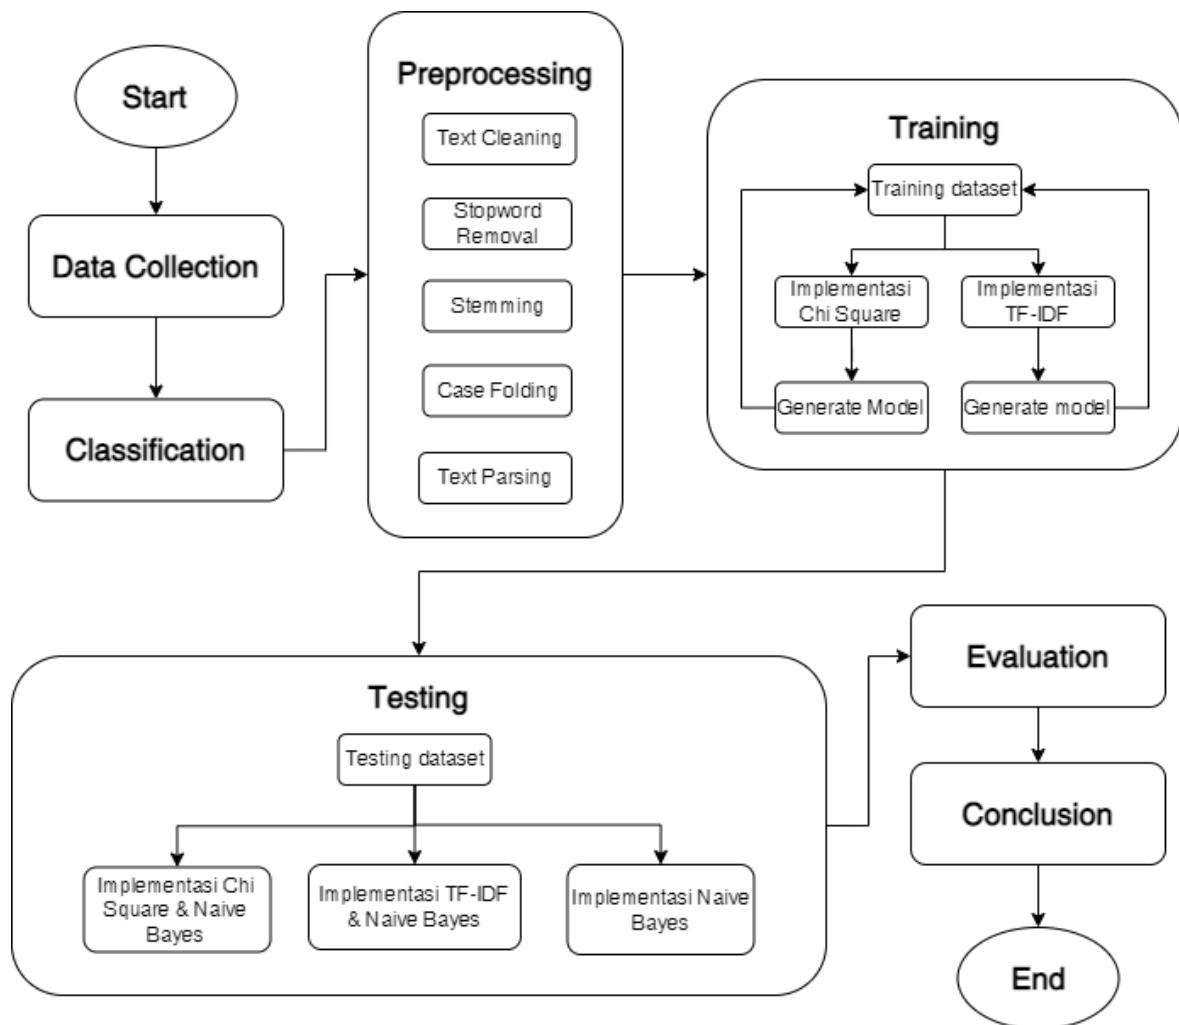 Start
Data Collection
Classification
Preprocessing
Text Cleaning
Stopword
Removal
Stemming
Case Folding
Text Parsing
Training
Training dataset
Implementasi
Chi Square
Implementasi
TF-IDF
Generate Model
Generate model
Testing
Testing dataset
Implementasi Chi
Square & Naive
Bayes
Implementasi TF-IDF
& Naive Bayes
Implementasi Naive
Bayes
Evaluation
Conclusion
End